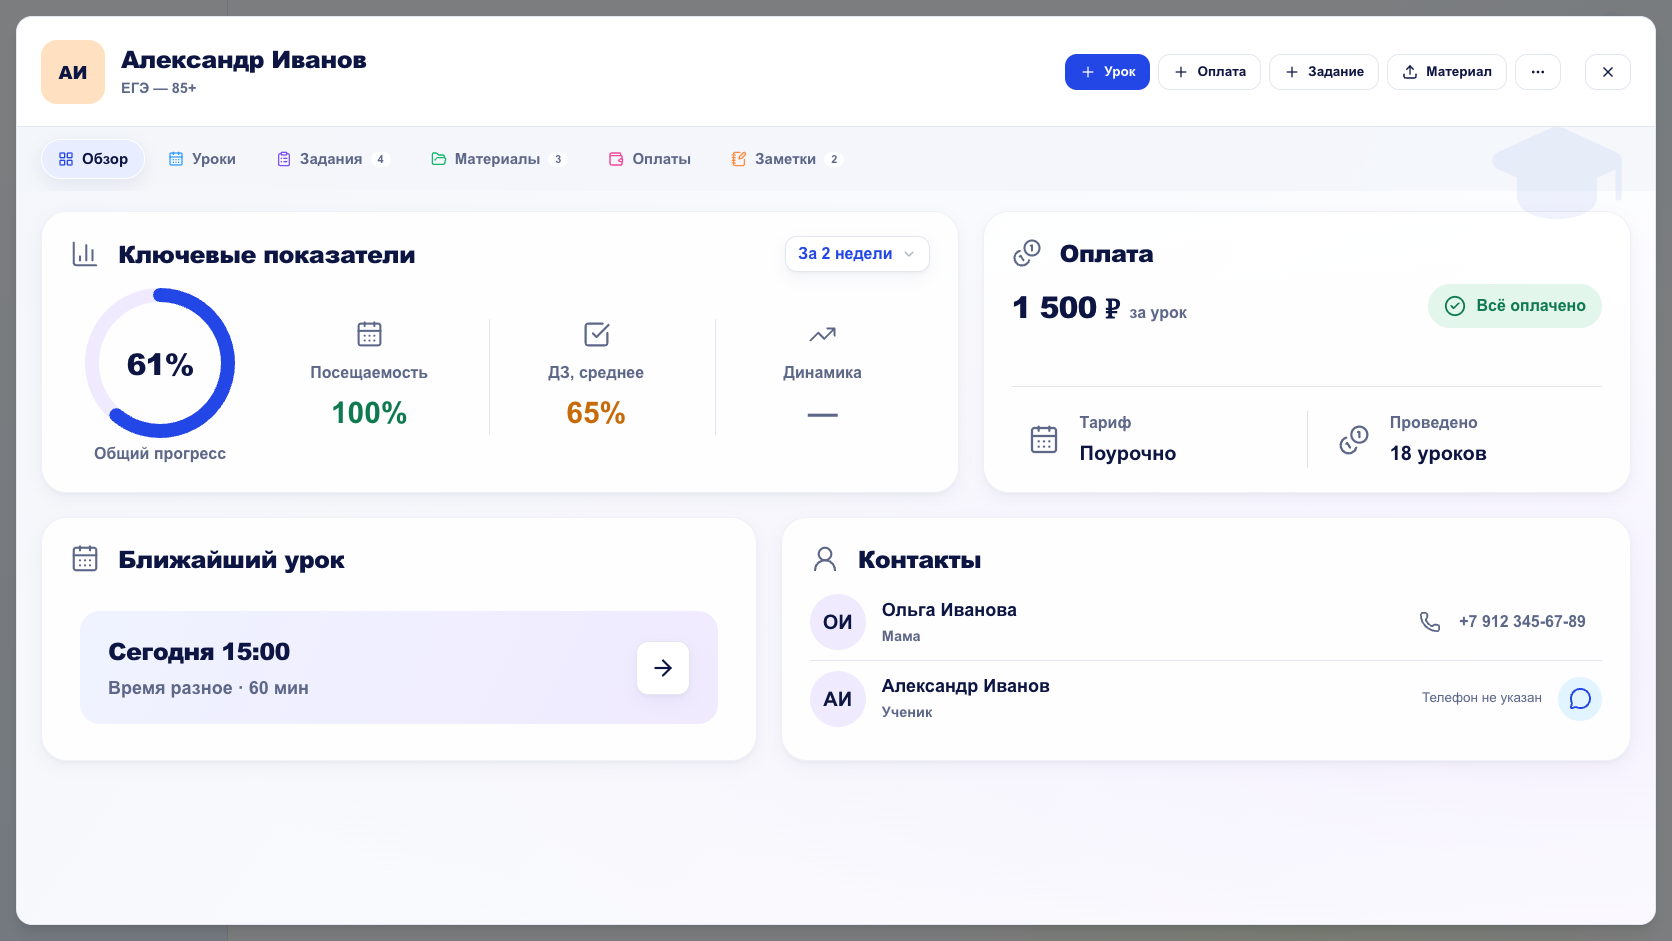 АИ
Александр Иванов
ЕГЭ — 85+
Урок
Оплата
Задание
Материал
Обзор
Уроки
Задания 4
Материалы 3
Оплаты
Заметки 2
Ключевые показатели
За 2 недели
61%
Общий прогресс
Посещаемость
100%
ДЗ, среднее
65%
Динамика
—
Оплата
1 500 ₽ за урок
Всё оплачено
Тариф
Поурочно
Проведено
18 уроков
Ближайший урок
Сегодня 15:00
Время разное · 60 мин
Контакты
ОИ
Ольга Иванова
Мама
+7 912 345-67-89
АИ
Александр Иванов
Ученик
Телефон не указан